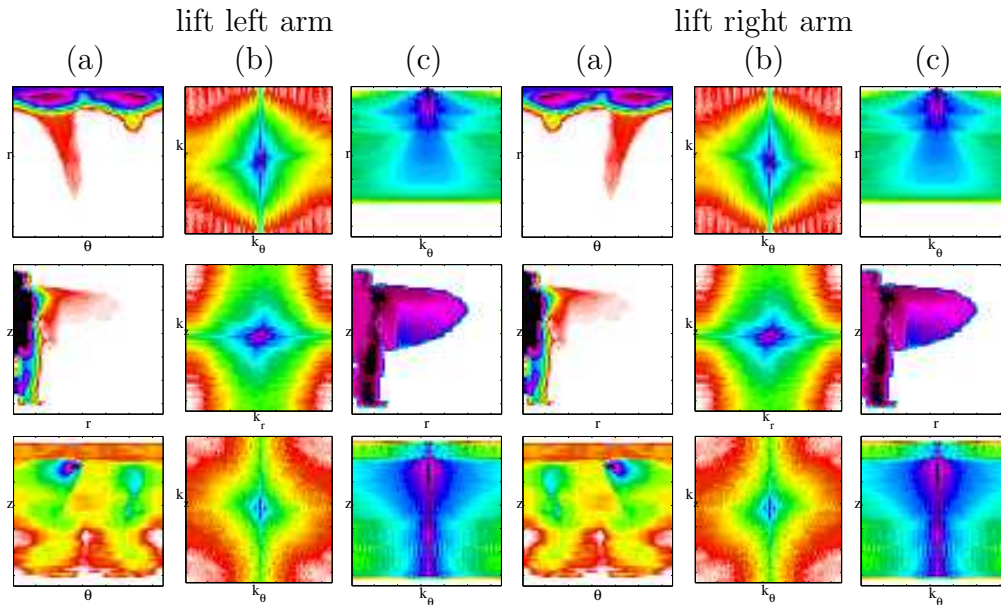 lift left arm lift right arm
(a) (b) (c) (a) (b) (c)
r k_z r r k_z r
θ k_θ k_θ θ k_θ k_θ
z k_z z z k_z z
r k_r r r k_r r
z k_z z z k_z z
θ k_θ k_θ θ k_θ k_θ